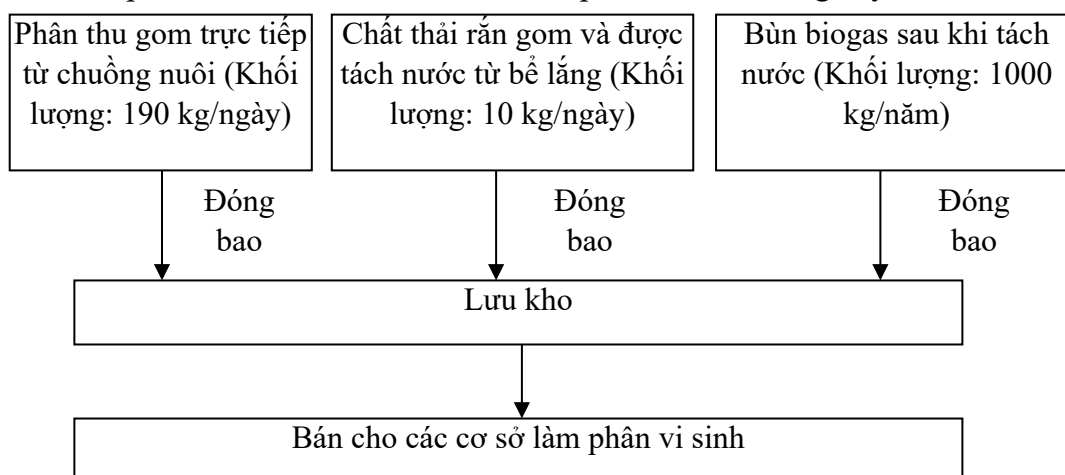 Phân thu gom trực tiếp
từ chuồng nuôi (Khối
lượng: 190 kg/ngày)
Chất thải rắn gom và được
tách nước từ bể lắng (Khối
lượng: 10 kg/ngày)
Bùn biogas sau khi tách
nước (Khối lượng: 1000
kg/năm)
Đóng
bao
Đóng
bao
Đóng
bao
Lưu kho
Bán cho các cơ sở làm phân vi sinh